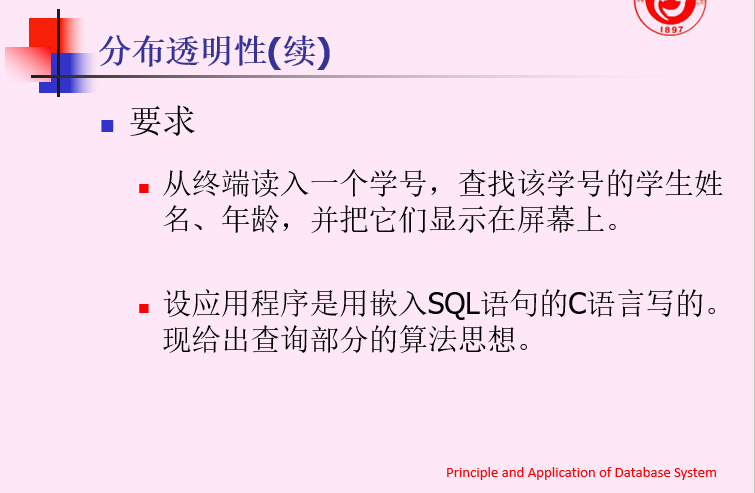 1897
分布透明性(续)
要求
从终端读入一个学号，查找该学号的学生姓
名、年龄，并把它们显示在屏幕上。
设应用程序是用嵌入SQL语句的C语言写的。
现给出查询部分的算法思想。
Principle and Application of Database System